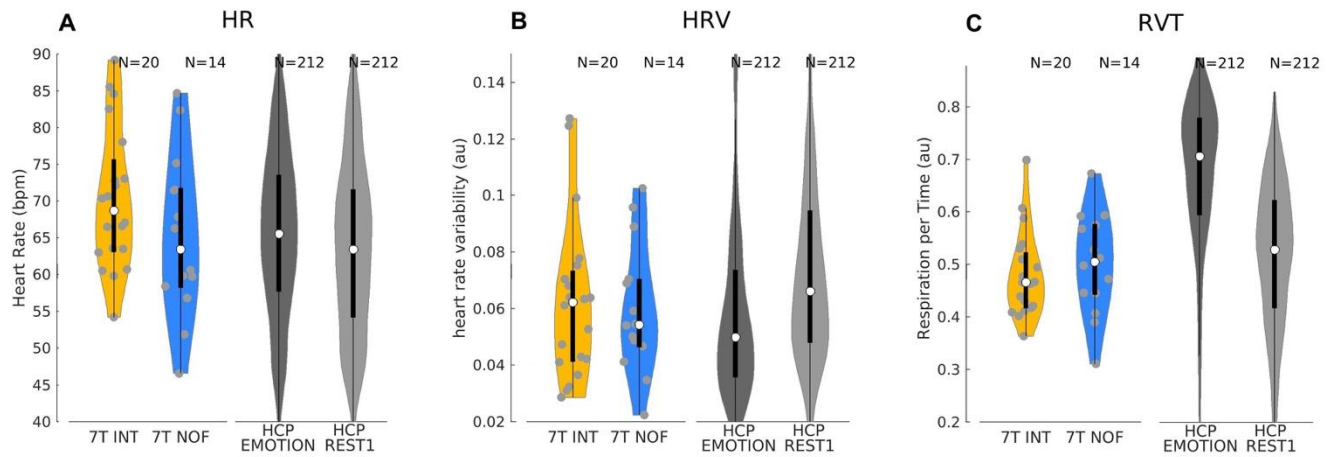 A
HR
Heart Rate (bpm)
90
85
80
75
70
65
60
55
50
45
40
N=20
N=14
N=212
N=212
7T INT
7T NOF
HCP
EMOTION
HCP
REST1
B
HRV
heart rate variability (au)
0.14
0.12
0.1
0.08
0.06
0.04
0.02
N=20
N=14
N=212
N=212
7T INT
7T NOF
HCP
EMOTION
HCP
REST1
C
RVT
Respiration per Time (au)
0.8
0.7
0.6
0.5
0.4
0.3
0.2
N=20
N=14
N=212
N=212
7T INT
7T NOF
HCP
EMOTION
HCP
REST1